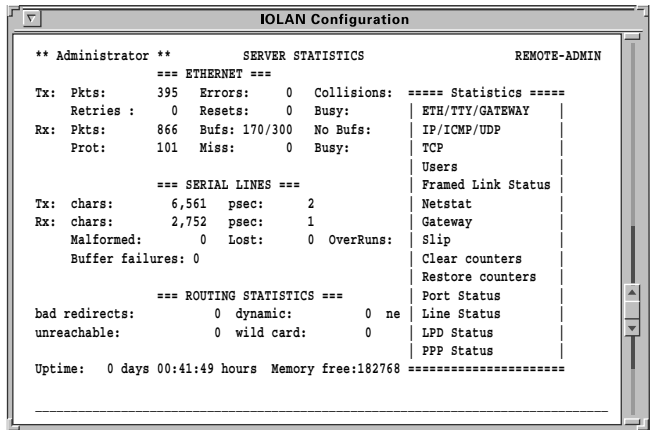 IOLAN Configuration
** Administrator ** SERVER STATISTICS REMOTE-ADMIN
=== ETHERNET ===
Tx: Pkts: 395 Errors: 0 Collisions: ===== Statistics =====
Retries : 0 Resets: 0 Busy: | ETH/TTY/GATEWAY |
Rx: Pkts: 866 Bufs: 170/300 No Bufs: | IP/ICMP/UDP |
Prot: 101 Miss: 0 Busy: | TCP |
| Users |
=== SERIAL LINES === | Framed Link Status |
Tx: chars: 6,561 psec: 2 | Netstat |
Rx: chars: 2,752 psec: 1 | Gateway |
Malformed: 0 Lost: 0 OverRuns: | Slip |
Buffer failures: 0 | Clear counters |
| Restore counters |
=== ROUTING STATISTICS === | Port Status |
bad redirects: 0 dynamic: 0 ne | Line Status |
unreachable: 0 wild card: 0 | LPD Status |
| PPP Status |
Uptime: 0 days 00:41:49 hours Memory free:182768 ======================